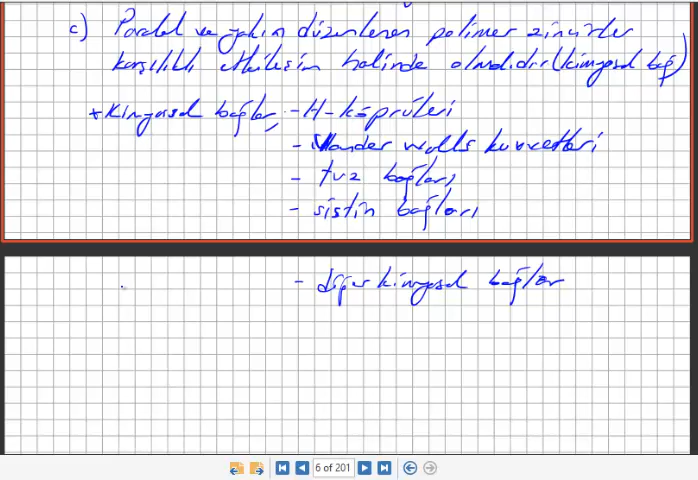 c) Paralel ve yakın düzenlenen polimer zincirler
karşılıklı etkileşim halinde olmalıdır (kimyasal bağ)
* Kimyasal bağlar, - H-köprüleri
- Vander walls kuvvetleri
- tuz bağları,
- sistin bağları,
- diğer kimyasal bağlar
6 of 201